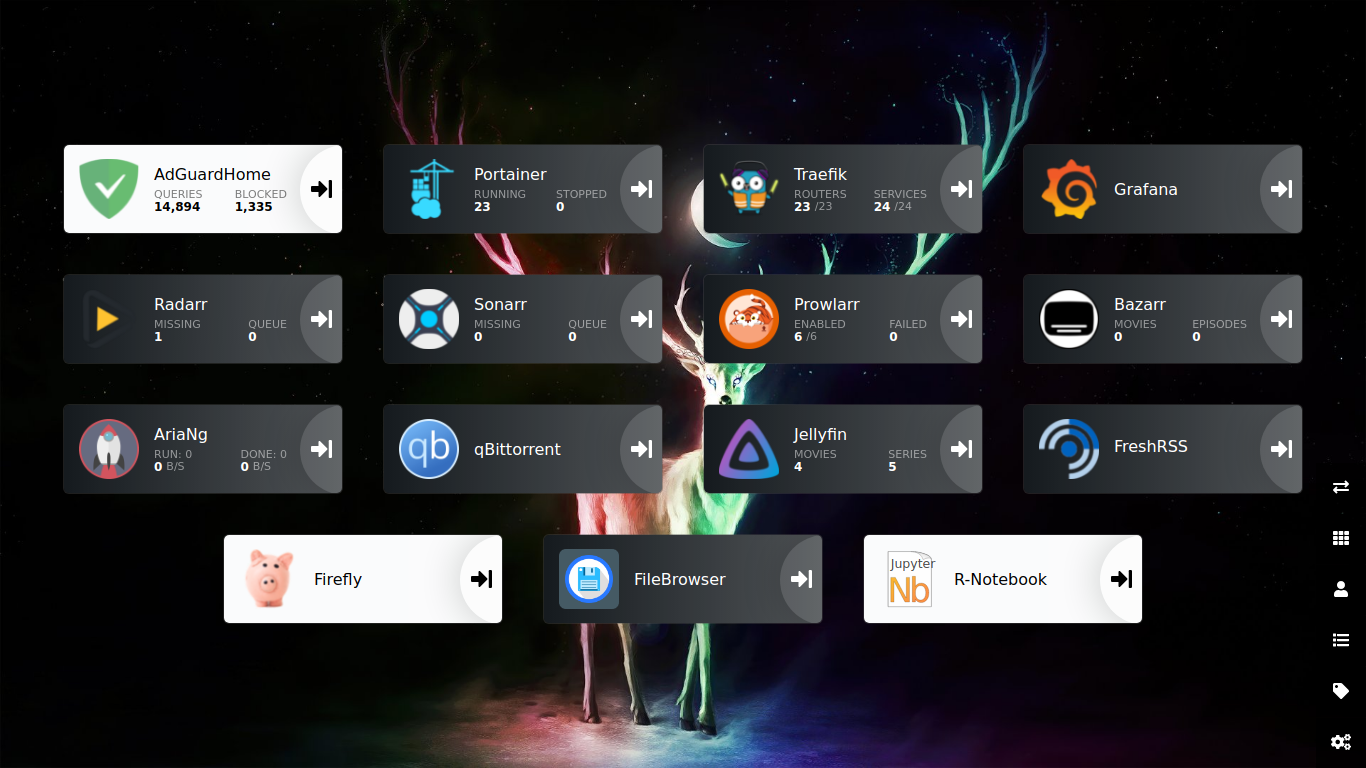 AdGuardHome
QUERIES BLOCKED
14,894 1,335
Portainer
RUNNING STOPPED
23 0
Traefik
ROUTERS SERVICES
23 /23 24 /24
Grafana
Radarr
MISSING QUEUE
1 0
Sonarr
MISSING QUEUE
0 0
Prowlarr
ENABLED FAILED
6 /6 0
Bazarr
MOVIES EPISODES
0 0
AriaNg
RUN: 0 DONE: 0
0 B/S 0 B/S
qb
qBittorrent
Jellyfin
MOVIES SERIES
4 5
FreshRSS
Firefly
FileBrowser
Jupyter
Nb
R-Notebook